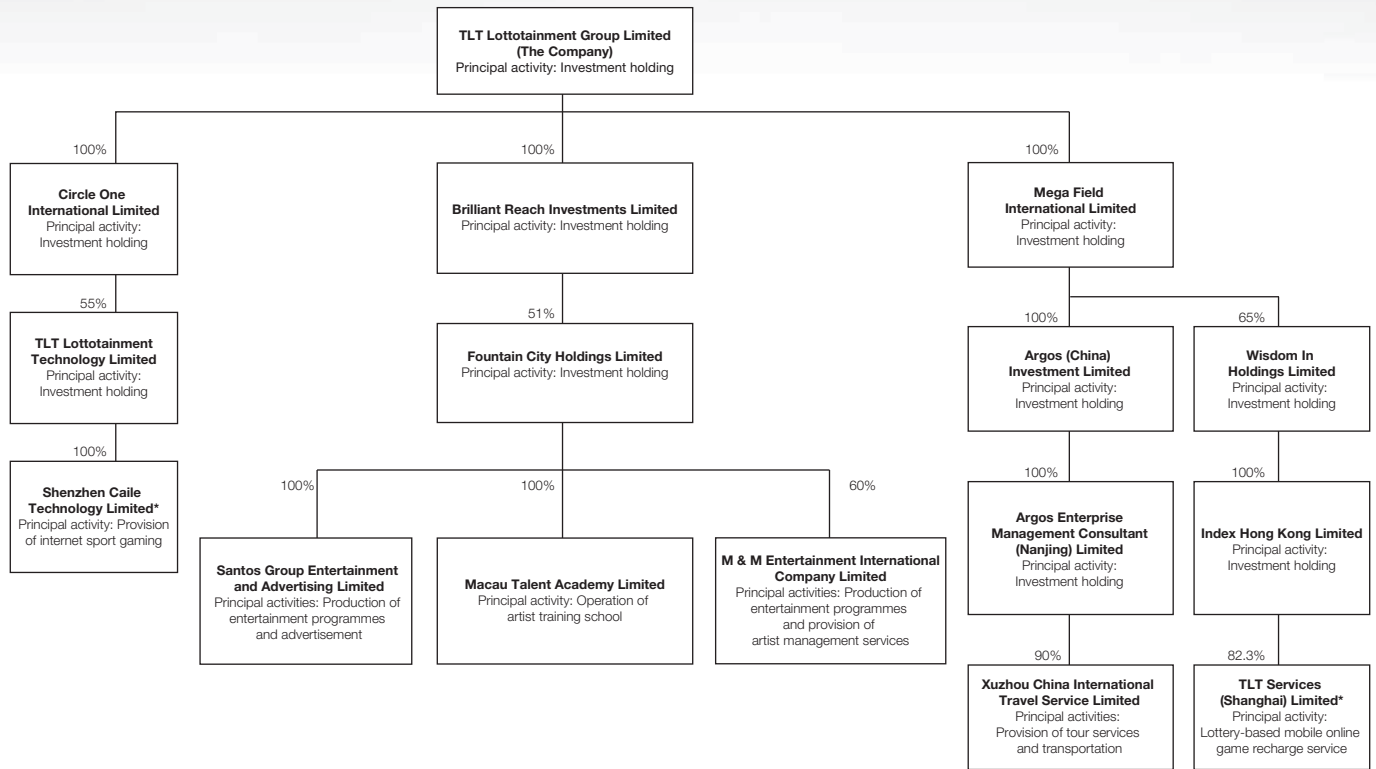 TLT Lottotainment Group Limited
(The Company)
Principal activity: Investment holding
100%
Circle One
International Limited
Principal activity:
Investment holding
55%
TLT Lottotainment
Technology Limited
Principal activity:
Investment holding
100%
Shenzhen Caile
Technology Limited*
Principal activity: Provision
of internet sport gaming
100%
Brilliant Reach Investments Limited
Principal activity: Investment holding
51%
Fountain City Holdings Limited
Principal activity: Investment holding
100%
Santos Group Entertainment
and Advertising Limited
Principal activities: Production of
entertainment programmes
and advertisement
100%
Macau Talent Academy Limited
Principal activity: Operation of
artist training school
60%
M & M Entertainment International
Company Limited
Principal activities: Production of
entertainment programmes
and provision of
artist management services
100%
Mega Field
International Limited
Principal activity:
Investment holding
100%
Argos (China)
Investment Limited
Principal activity:
Investment holding
100%
Argos Enterprise
Management Consultant
(Nanjing) Limited
Principal activity:
Investment holding
90%
Xuzhou China International
Travel Service Limited
Principal activities:
Provision of tour services
and transportation
65%
Wisdom In
Holdings Limited
Principal activity:
Investment holding
100%
Index Hong Kong Limited
Principal activity:
Investment holding
82.3%
TLT Services
(Shanghai) Limited*
Principal activity:
Lottery-based mobile online
game recharge service